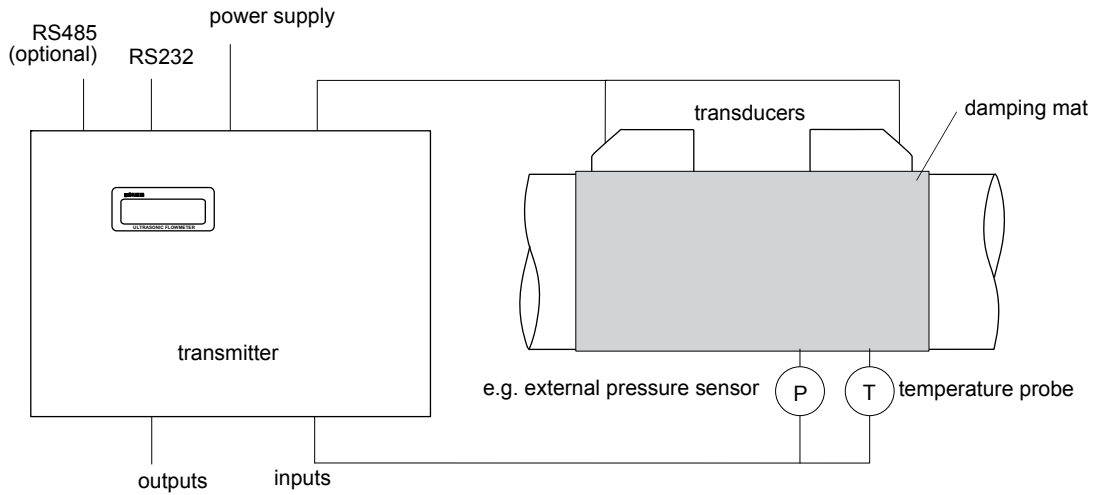 power supply
RS485
(optional)
RS232
transducers
damping mat
ULTRASONIC FLOWMETER
transmitter
e.g. external pressure sensor
P
T
temperature probe
outputs
inputs